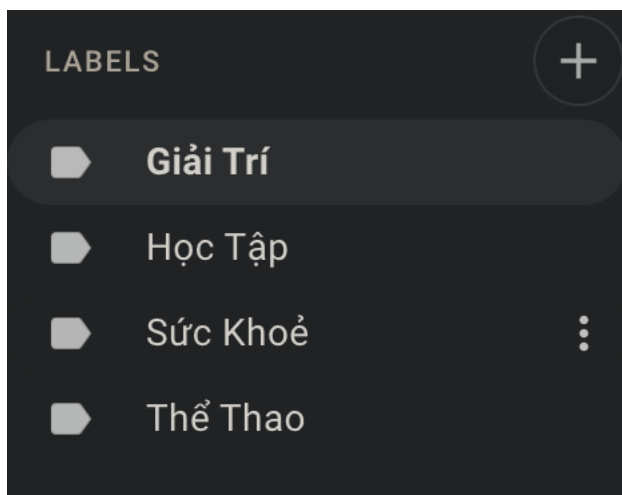 LABELS
Giải Trí
Học Tập
Sức Khoẻ
Thể Thao